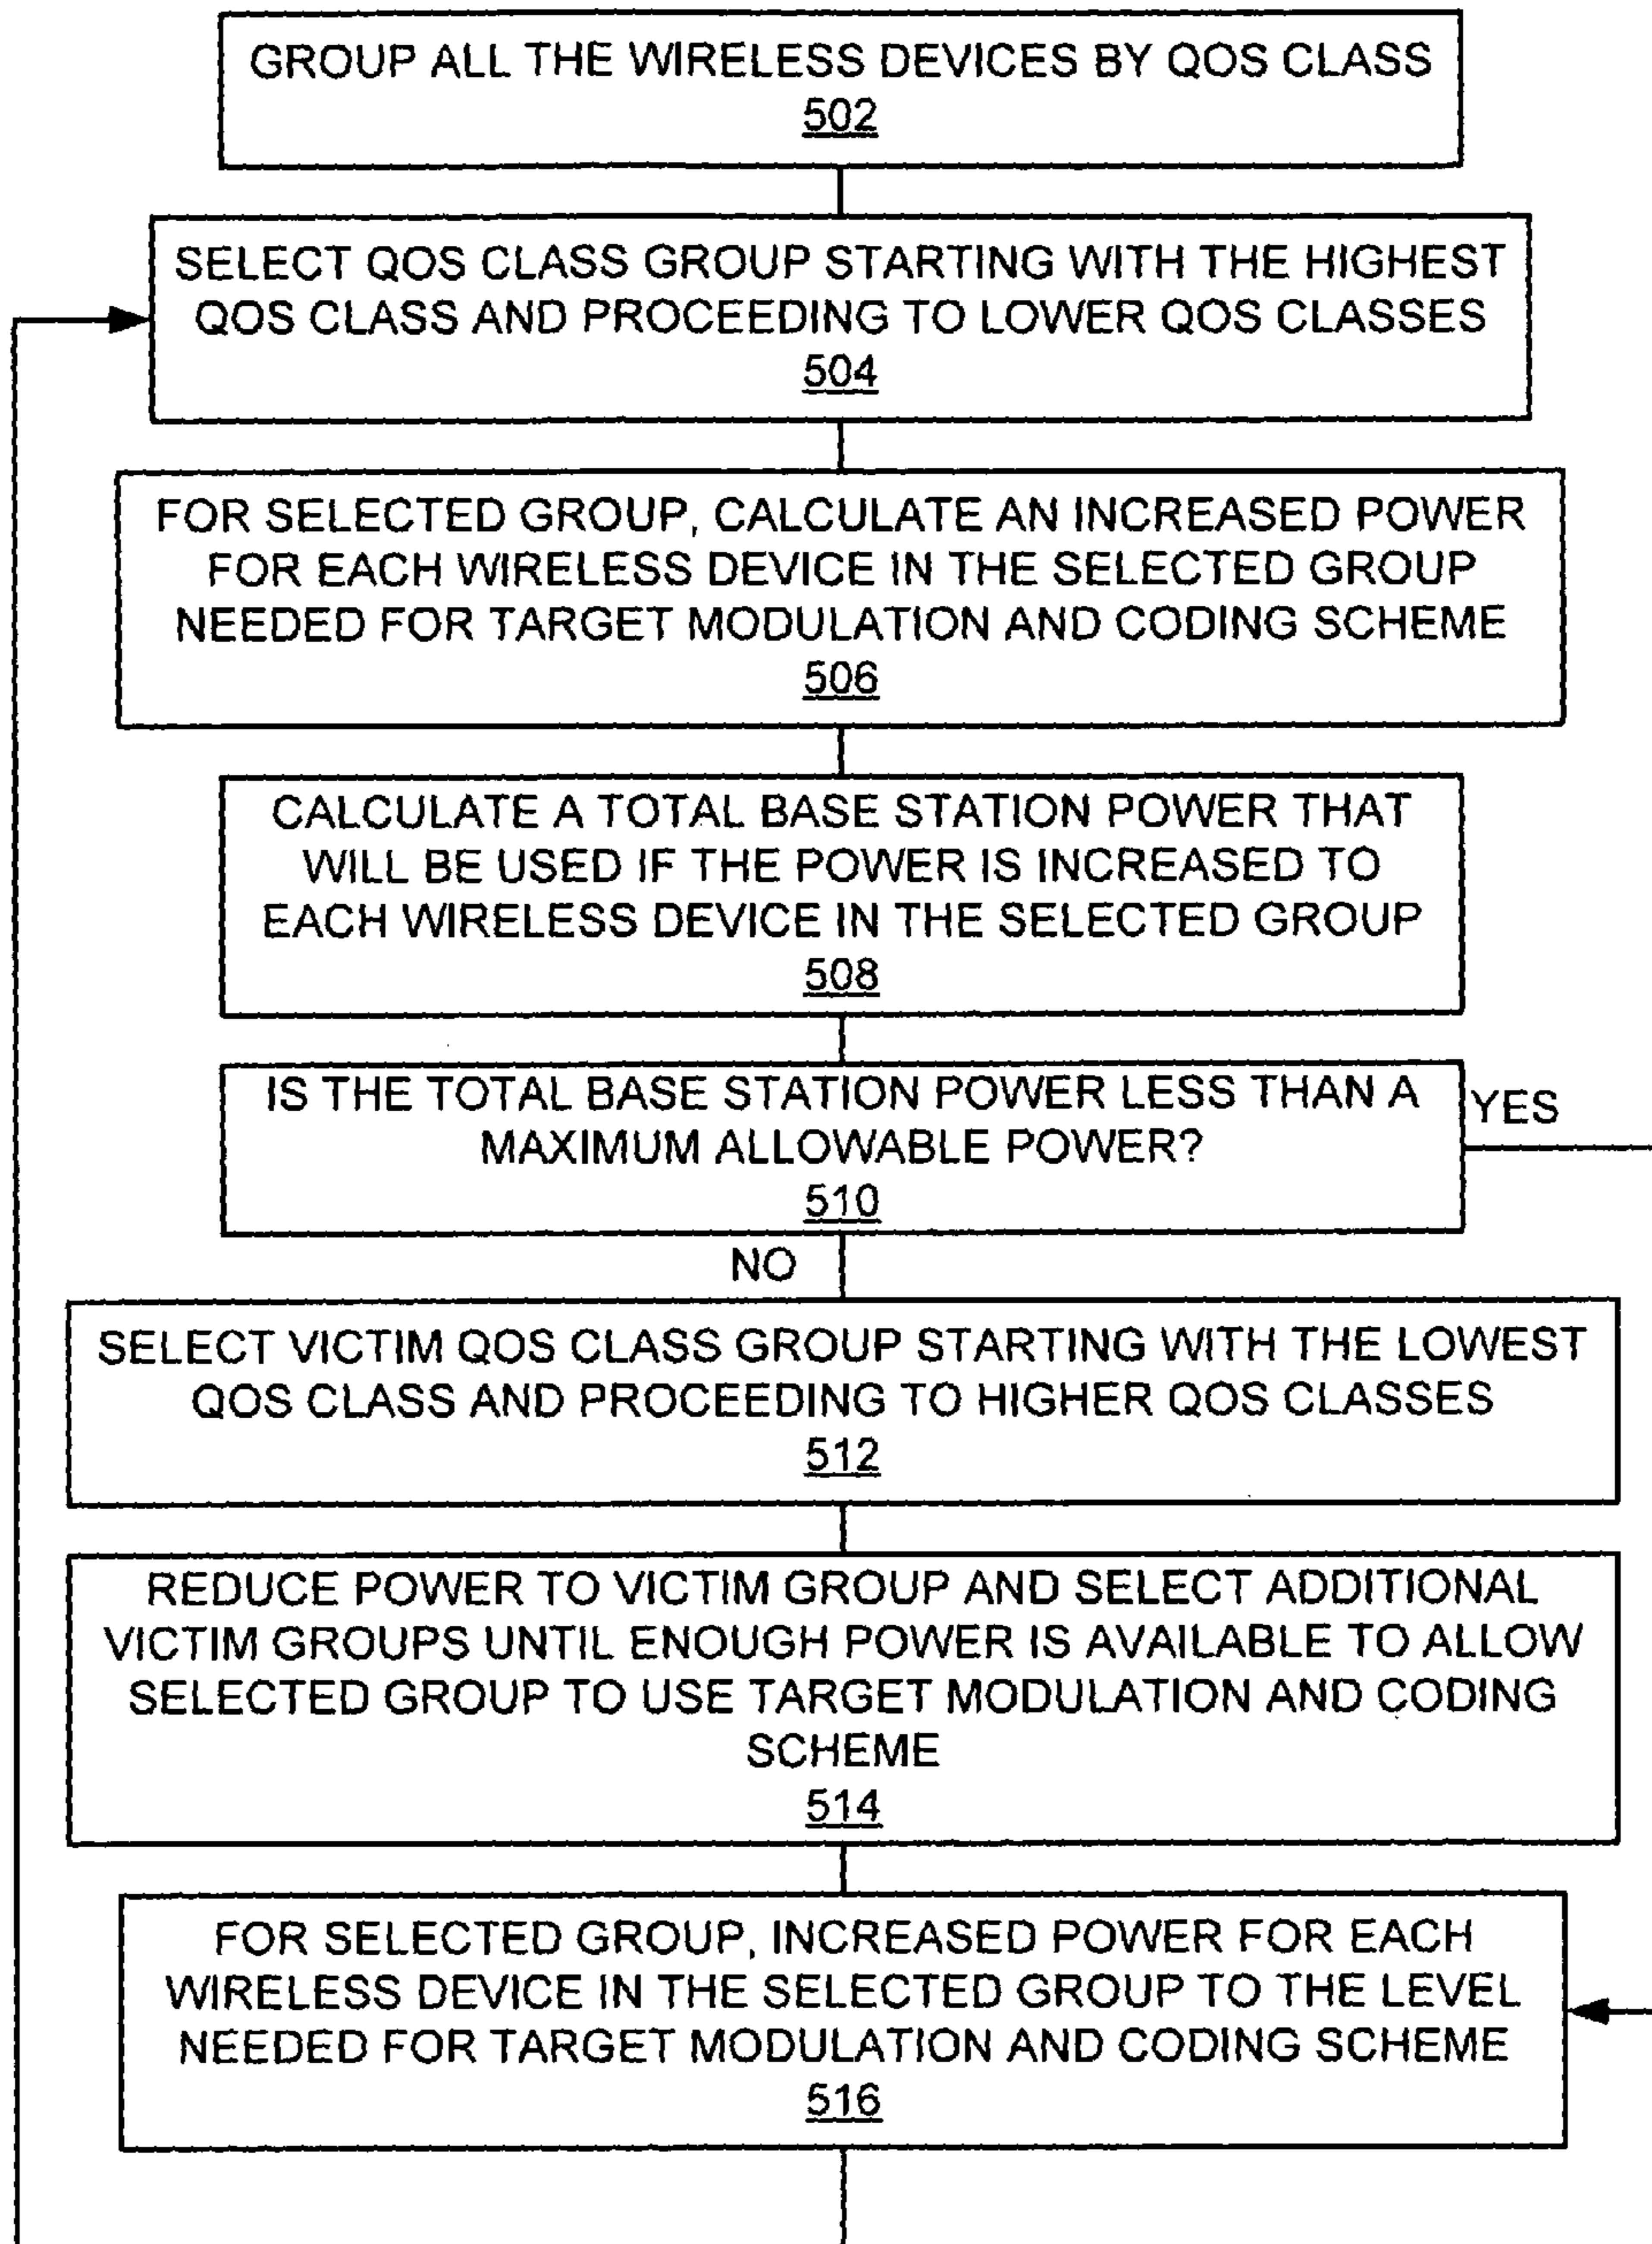 GROUP ALL THE WIRELESS DEVICES BY QOS CLASS
502
SELECT QOS CLASS GROUP STARTING WITH THE HIGHEST
QOS CLASS AND PROCEEDING TO LOWER QOS CLASSES
504
FOR SELECTED GROUP, CALCULATE AN INCREASED POWER
FOR EACH WIRELESS DEVICE IN THE SELECTED GROUP
NEEDED FOR TARGET MODULATION AND CODING SCHEME
506
CALCULATE A TOTAL BASE STATION POWER THAT
WILL BE USED IF THE POWER IS INCREASED TO
EACH WIRELESS DEVICE IN THE SELECTED GROUP
508
IS THE TOTAL BASE STATION POWER LESS THAN A
MAXIMUM ALLOWABLE POWER?
510
YES
NO
SELECT VICTIM QOS CLASS GROUP STARTING WITH THE LOWEST
QOS CLASS AND PROCEEDING TO HIGHER QOS CLASSES
512
REDUCE POWER TO VICTIM GROUP AND SELECT ADDITIONAL
VICTIM GROUPS UNTIL ENOUGH POWER IS AVAILABLE TO ALLOW
SELECTED GROUP TO USE TARGET MODULATION AND CODING
SCHEME
514
FOR SELECTED GROUP, INCREASED POWER FOR EACH
WIRELESS DEVICE IN THE SELECTED GROUP TO THE LEVEL
NEEDED FOR TARGET MODULATION AND CODING SCHEME
516